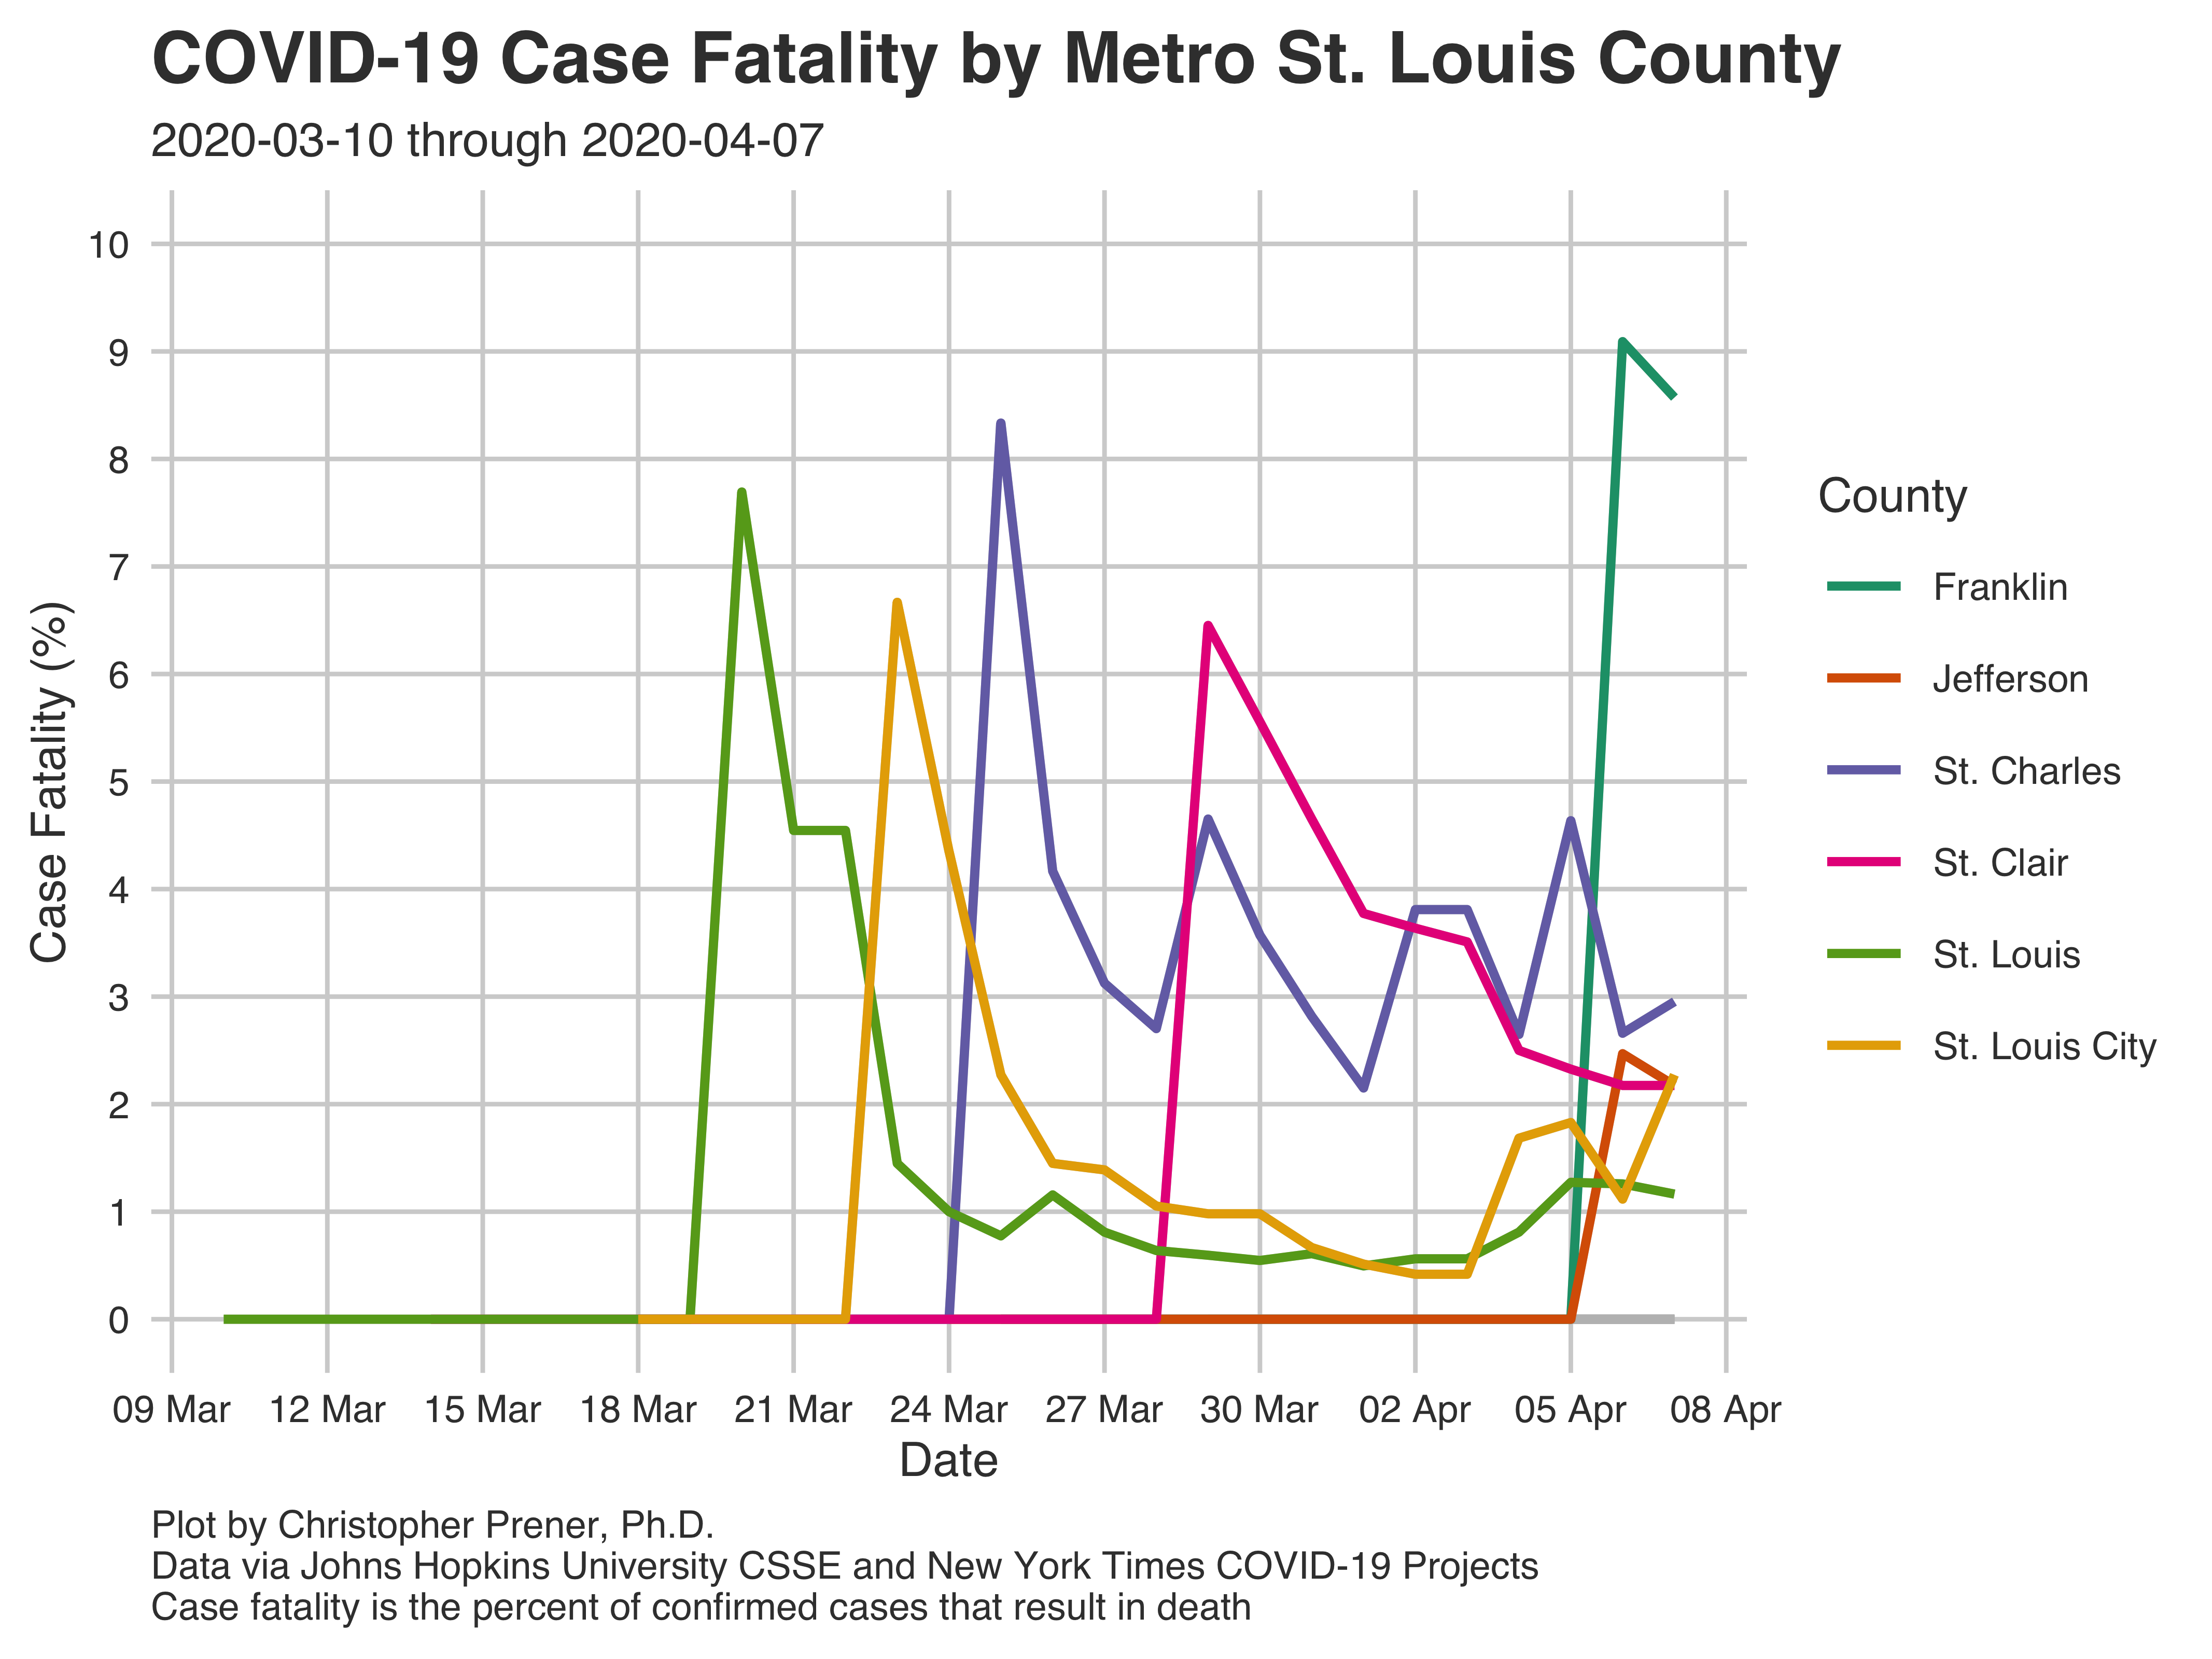 COVID-19 Case Fatality by Metro St. Louis County
2020-03-10 through 2020-04-07
10
9
8
7
6
5
4
3
2
1
0
Case Fatality (%)
09 Mar 12 Mar 15 Mar 18 Mar 21 Mar 24 Mar 27 Mar 30 Mar 02 Apr 05 Apr 08 Apr
Date
County
Franklin
Jefferson
St. Charles
St. Clair
St. Louis
St. Louis City
Plot by Christopher Prener, Ph.D.
Data via Johns Hopkins University CSSE and New York Times COVID-19 Projects
Case fatality is the percent of confirmed cases that result in death